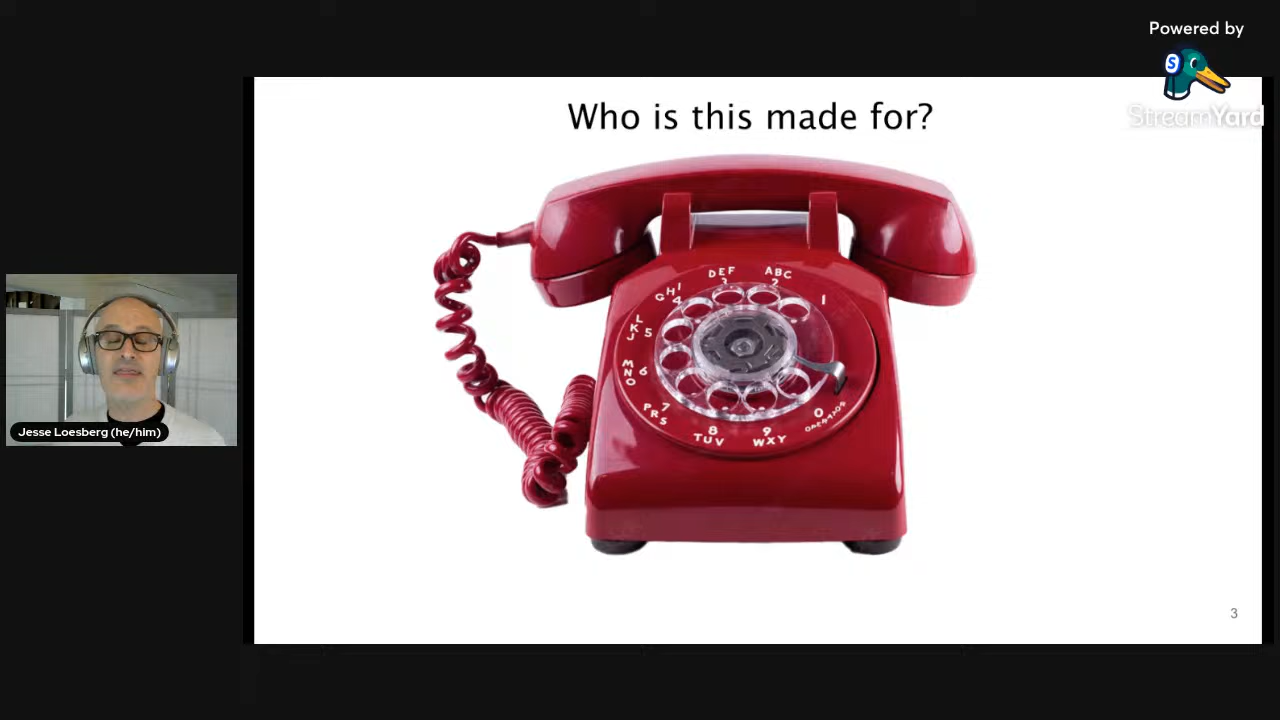 Powered by
S
StreamYard
Who is this made for?
DEF
3
ABC
2
1
GHI
4
JKL
5
MNO
6
PRS
7
TUV
8
WXY
9
OPERATOR
0
Jesse Loesberg (he/him)
3